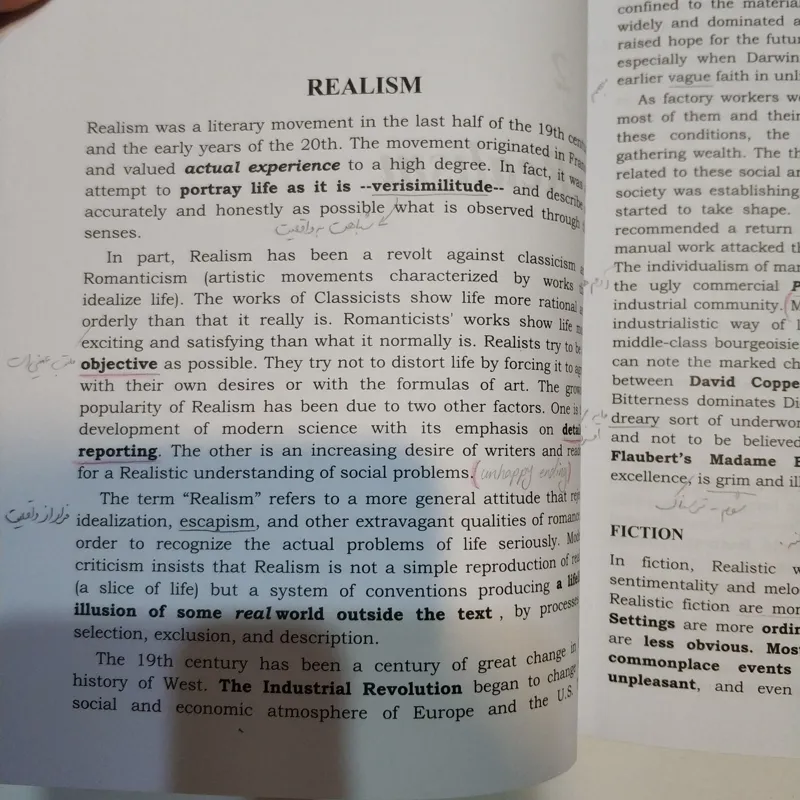 REALISM
Realism was a literary movement in the last half of the 19th
and the early years of the 20th. The movement originated in
and valued actual experience to a high degree. In fact, it was
attempt to portray life as it is --verisimilitude-- and describe
accurately and honestly as possible what is observed through
senses.
In part, Realism has been a revolt against classicism
Romanticism (artistic movements characterized by works
idealize life). The works of Classicists show life more rational
orderly than that it really is. Romanticists' works show life
exciting and satisfying than what it normally is. Realists try to be
objective as possible. They try not to distort life by forcing it to
with their own desires or with the formulas of art. The
popularity of Realism has been due to two other factors. One is
development of modern science with its emphasis on
reporting. The other is an increasing desire of writers and
for a Realistic understanding of social problems. (unhappy ending)
The term “Realism” refers to a more general attitude that
فرار از واقعیت
idealization, escapism, and other extravagant qualities of
order to recognize the actual problems of life seriously.
criticism insists that Realism is not a simple reproduction of
(a slice of life) but a system of conventions producing a
illusion of some real world outside the text , by
selection, exclusion, and description.
The 19th century has been a century of great change in
history of West. The Industrial Revolution began to change
social and economic atmosphere of Europe and the U.S.
confined to the
widely and dominated
raised hope for the
especially when
earlier vague faith in
As factory workers
most of them and their
these conditions, the
gathering wealth. The
related to these social
society was establishing
started to take shape.
recommended a return
manual work attacked
The individualism of
the ugly commercial
industrial community.
industrialistic way of
middle-class bourgeoisie
can note the marked
between David
Bitterness dominates
dreary sort of
and not to be believed
Flaubert's Madame
excellence, is grim and
FICTION
In fiction, Realistic
sentimentality and
Realistic fiction are
Settings are more
are less obvious. Most
commonplace events
unpleasant, and even